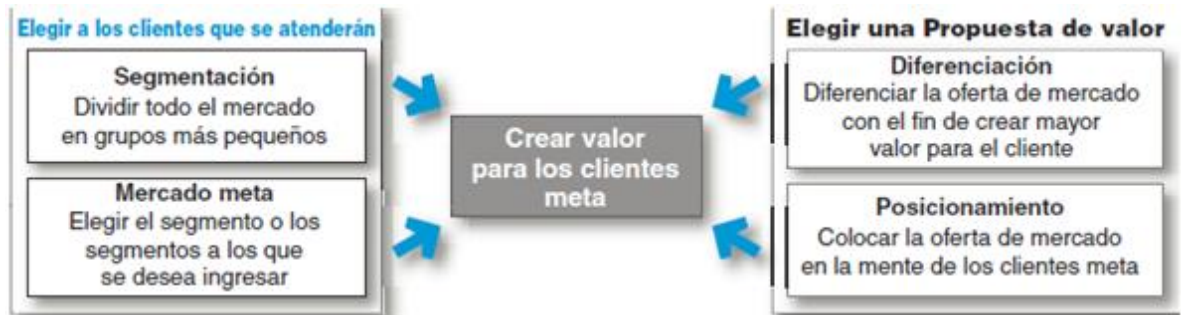 Elegir a los clientes que se atenderán
Segmentación
Dividir todo el mercado
en grupos más pequeños
Mercado meta
Elegir el segmento o los
segmentos a los que
se desea ingresar
Crear valor
para los clientes
meta
Elegir una Propuesta de valor
Diferenciación
Diferenciar la oferta de mercado
con el fin de crear mayor
valor para el cliente
Posicionamiento
Colocar la oferta de mercado
en la mente de los clientes meta